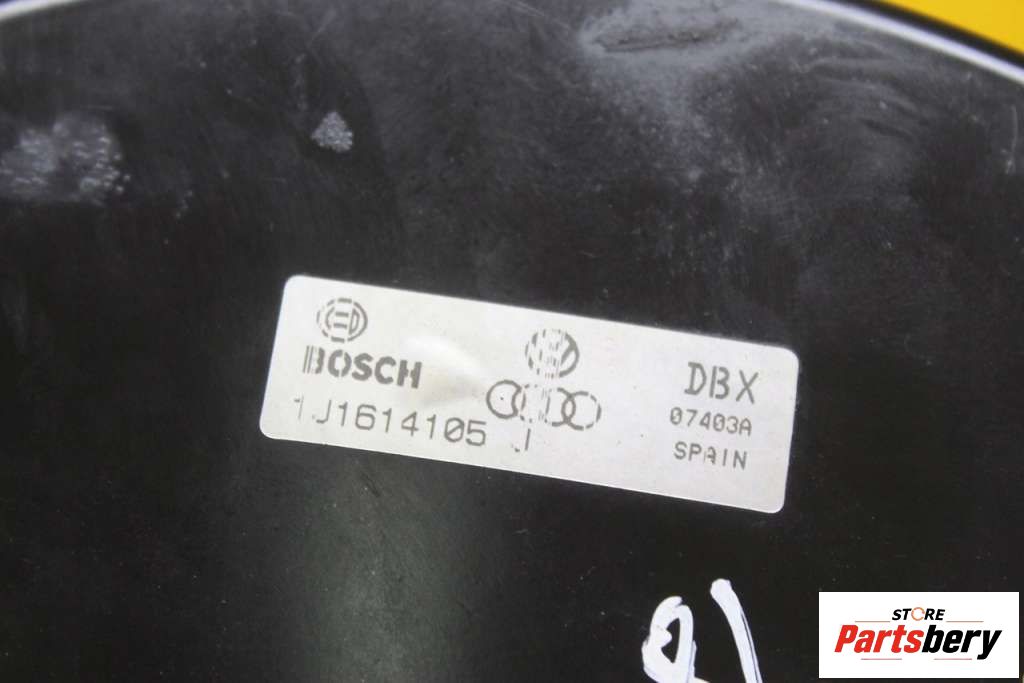 BOSCH
1J1614105 J
DBX
07403A
SPAIN
STORE
Partsbery